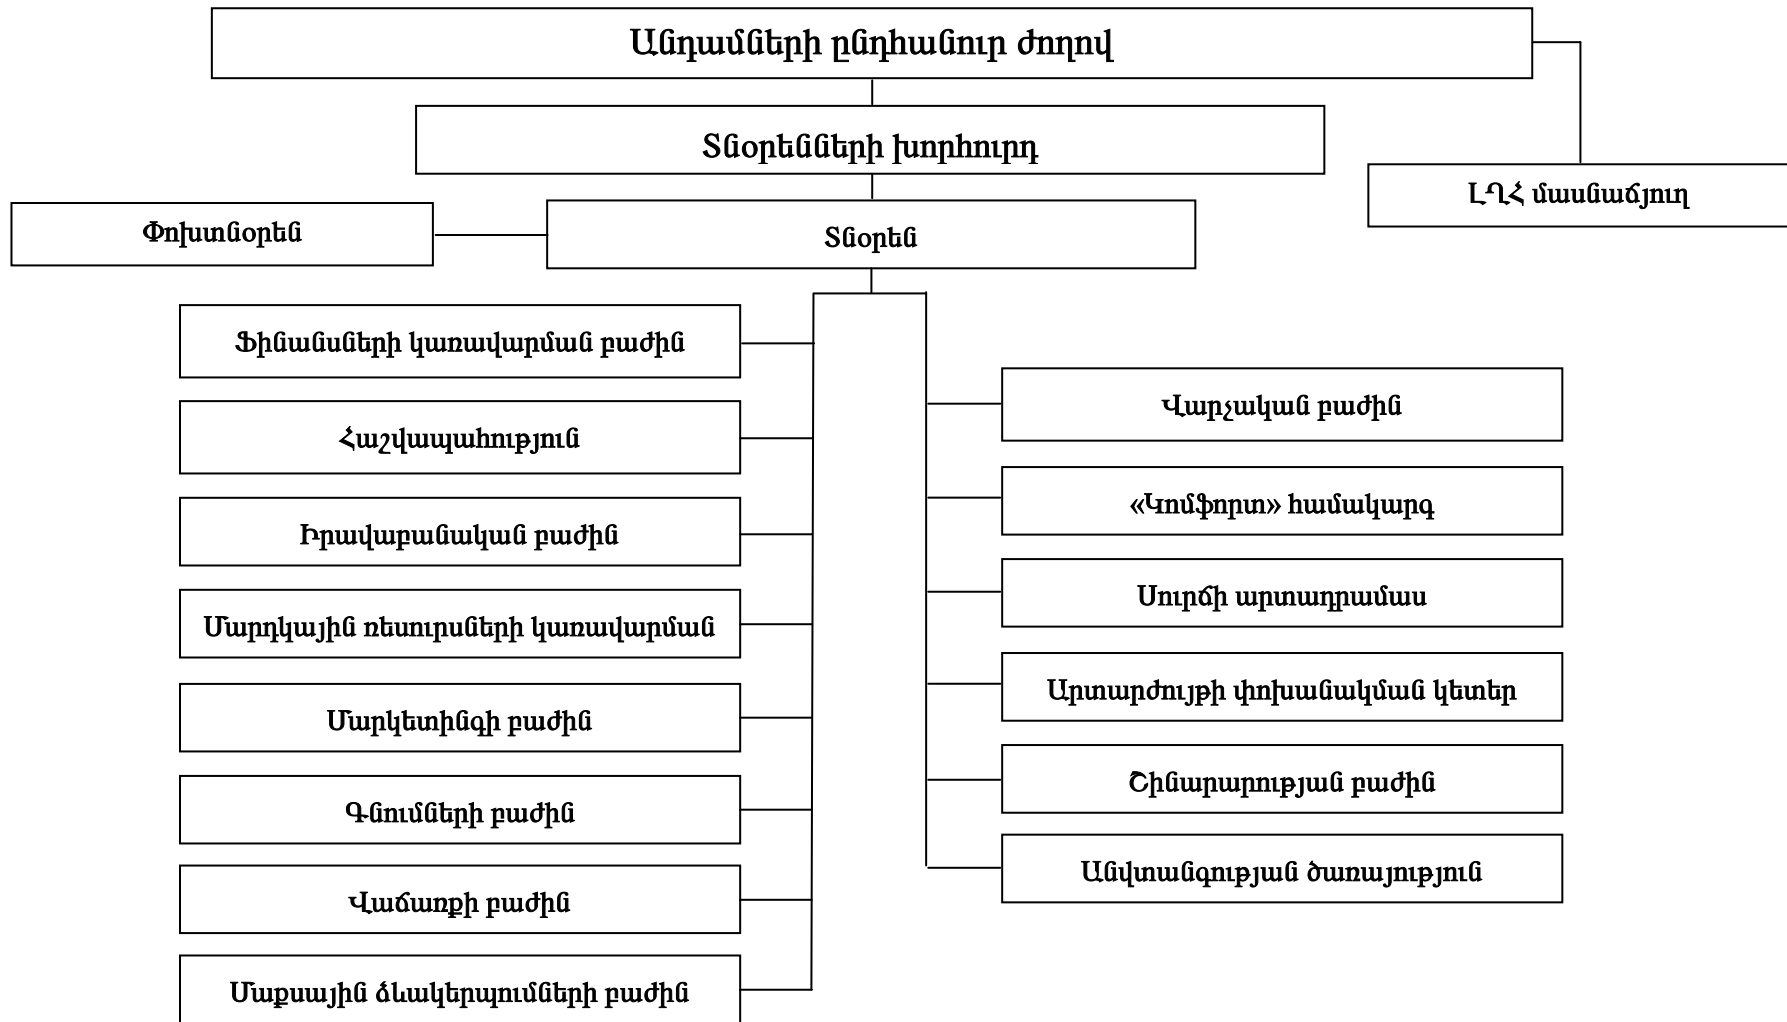 Անդամների ընդհանուր ժողով
Տնօրենների խորհուրդ
ԼՂՀ մասնաճյուղ
Փոխտնօրեն
Տնօրեն
Ֆինանսների կառավարման բաժին
Հաշվապահություն
Իրավաբանական բաժին
Մարդկային ռեսուրսների կառավարման
Մարկետինգի բաժին
Գնումների բաժին
Վաճառքի բաժին
Մաքսային ձևակերպումների բաժին
Վարչական բաժին
«Կոմֆորտ» համակարգ
Սուրճի արտադրամաս
Արտարժույթի փոխանակման կետեր
Շինարարության բաժին
Անվտանգության ծառայություն